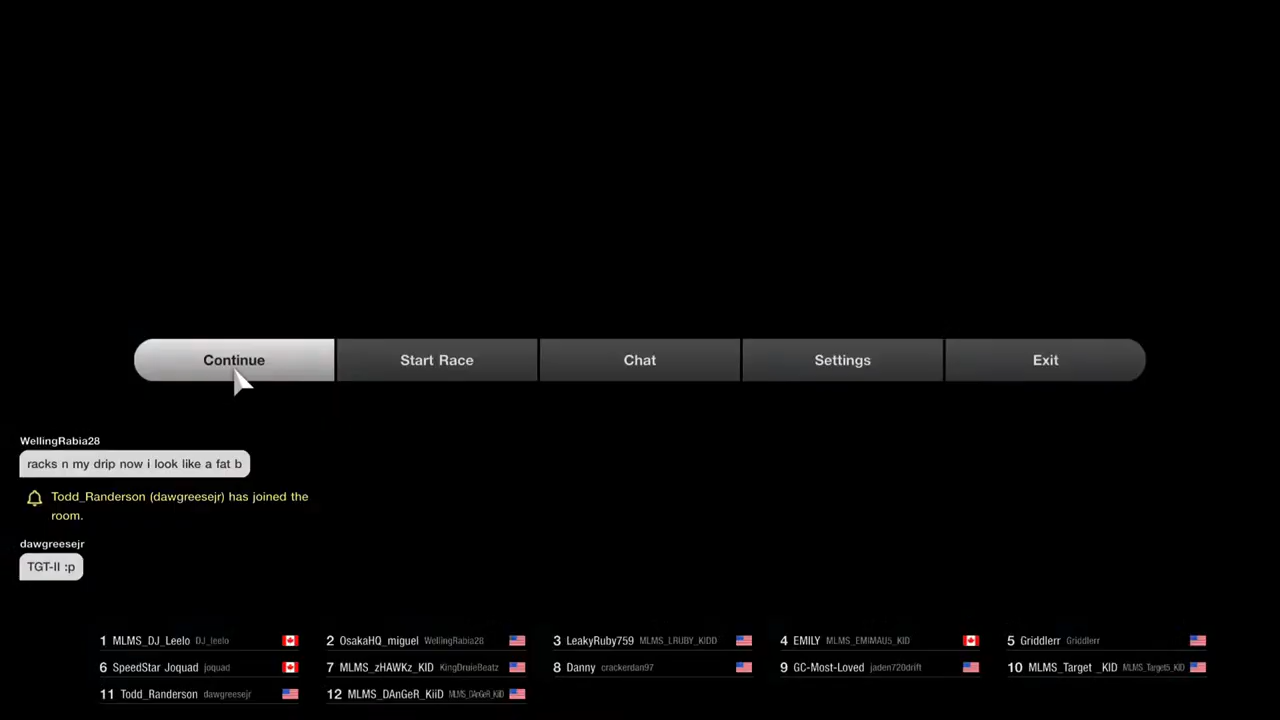 Continue Start Race Chat Settings Exit
WellingRabia28
racks n my drip now i look like a fat b
Todd_Randerson (dawgreesejr) has joined the
room.
dawgreesejr
TGT-II :p
1 MLMS_DJ_Leelo DJ_leelo 2 OsakaHQ_miguel WellingRabia28 3 LeakyRuby759 MLMS_LRUBY_KIDD 4 EMILY MLMS_EMIMAU5_KID 5 Griddlerr Griddlerr
6 SpeedStar Joquad joquad 7 MLMS_zHAWKz_KID KingDruieBeatz 8 Danny crackerdan97 9 GC-Most-Loved jaden720drift 10 MLMS_Target _KID MLMS_Target5_KID
11 Todd_Randerson dawgreesejr 12 MLMS_DAnGeR_KiiD MLMS_DAnGeR_KiD